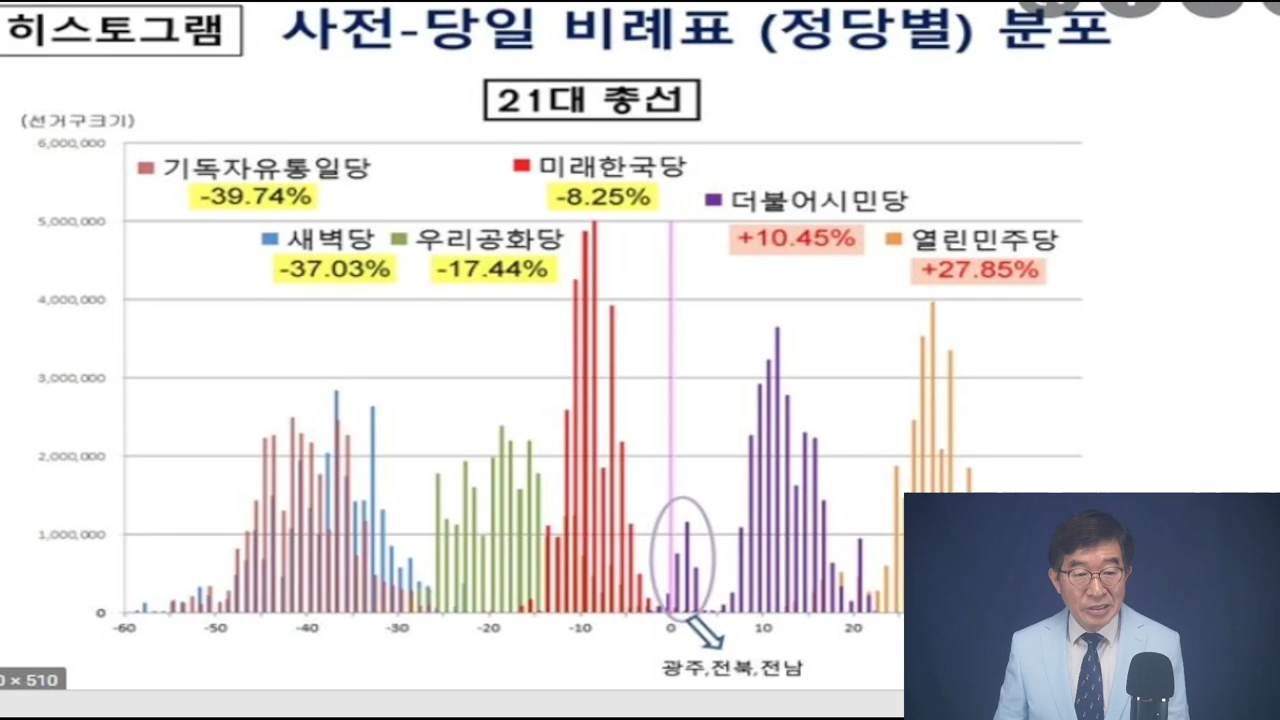 히스토그램
사전-당일 비례표 (정당별) 분포
21대 총선
(선거구크기)
6,000,000
기독자유통일당
-39.74%
미래한국당
-8.25%
더불어시민당
+10.45%
5,000,000
새벽당
-37.03%
우리공화당
-17.44%
열린민주당
+27.85%
4,000,000
3,000,000
2,000,000
1,000,000
0
-60 -50 -40 -30 -20 -10 0 10 20
광주,전북,전남
× 510